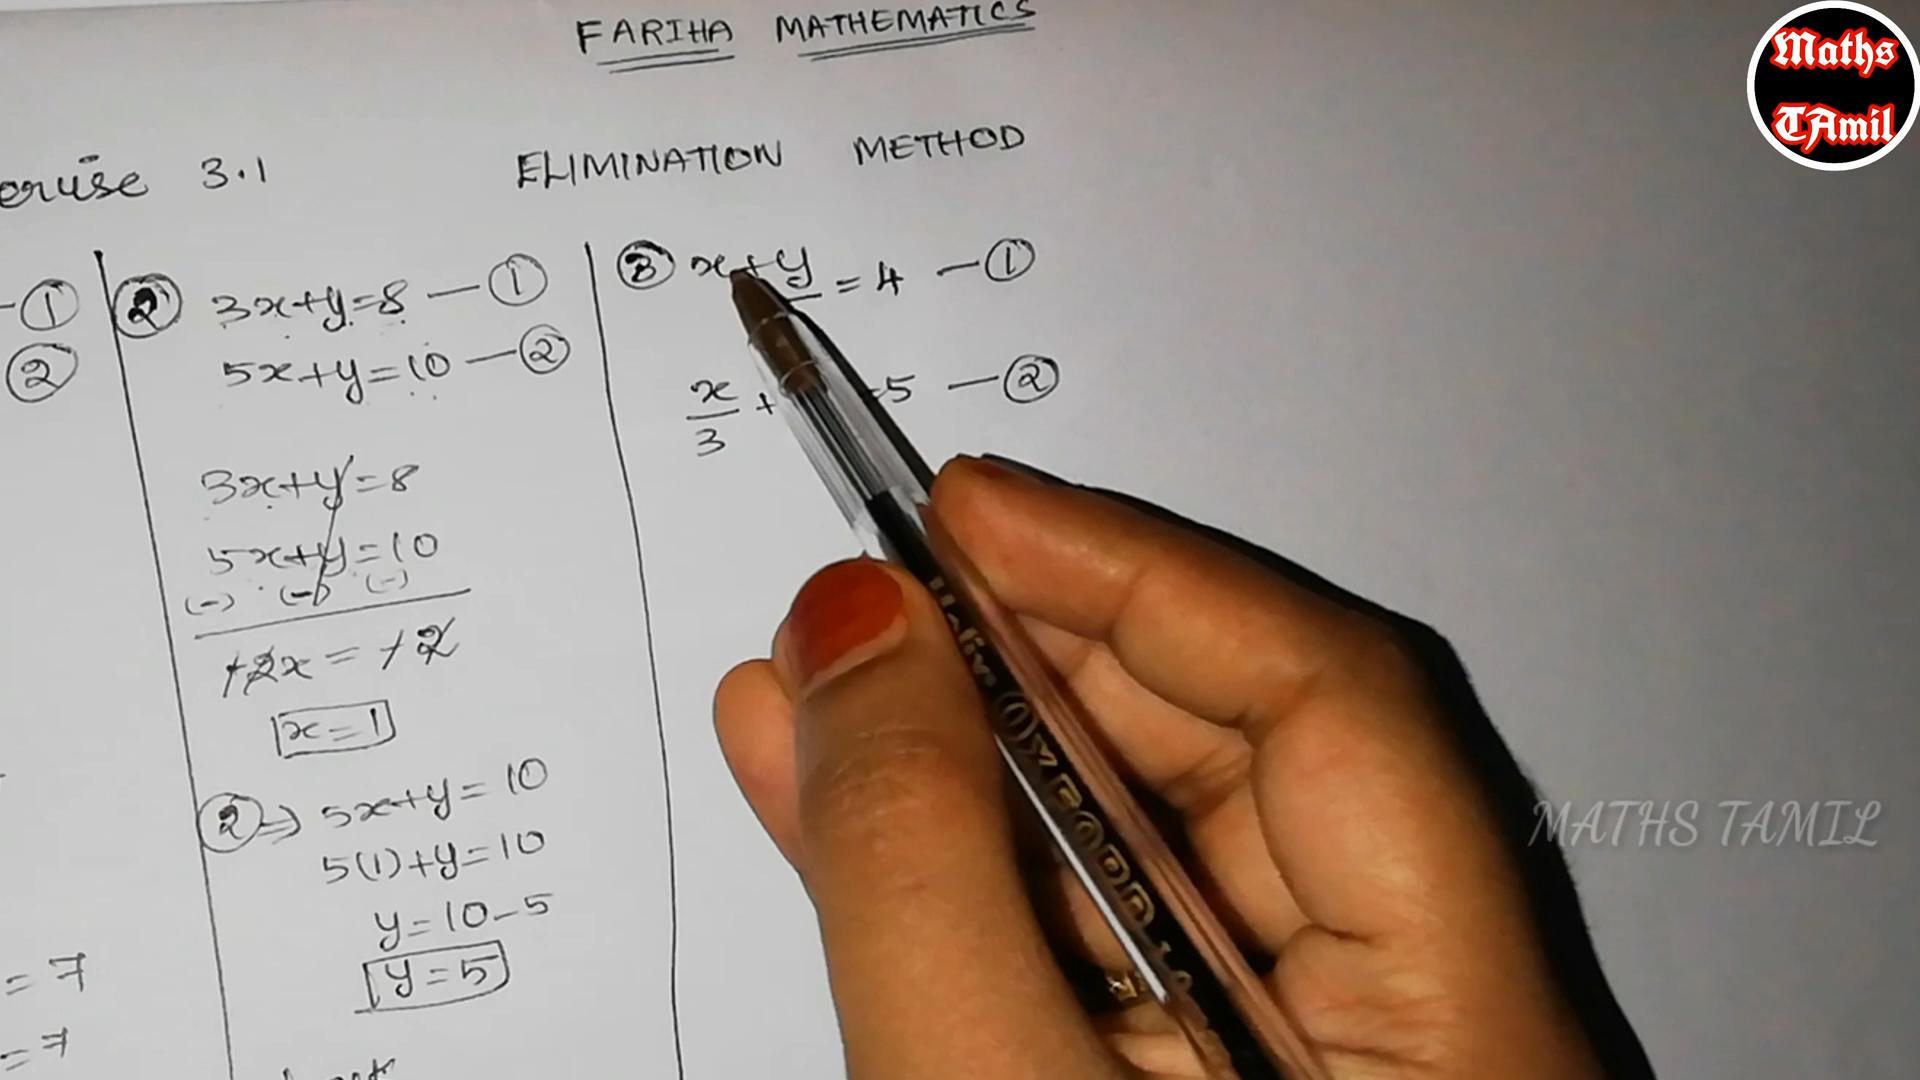 FARIHA MATHEMATICS
Maths
TAmil
3.1 ELIMINATION METHOD
- ①
②
② 3x+y=8 — ①
5x+y=10 — ②
3x+y=8
5x+y=10
(-) (-) (-)
+2x = +2
x=1
② ⇒ 5x+y=10
5(1)+y=10
y=10-5
y=5
= 7
= 7
③ x+y
= 4 — ①
x
3 + =5 — ②
MATHS TAMIL